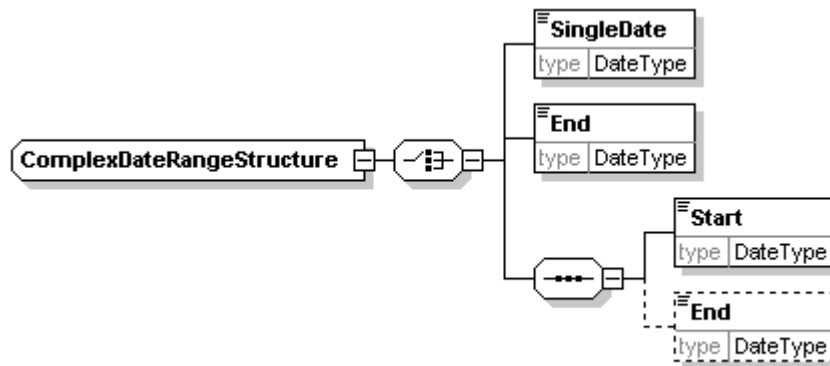 SingleDate
type DateType
End
type DateType
ComplexDateRangeStructure
Start
type DateType
End
type DateType